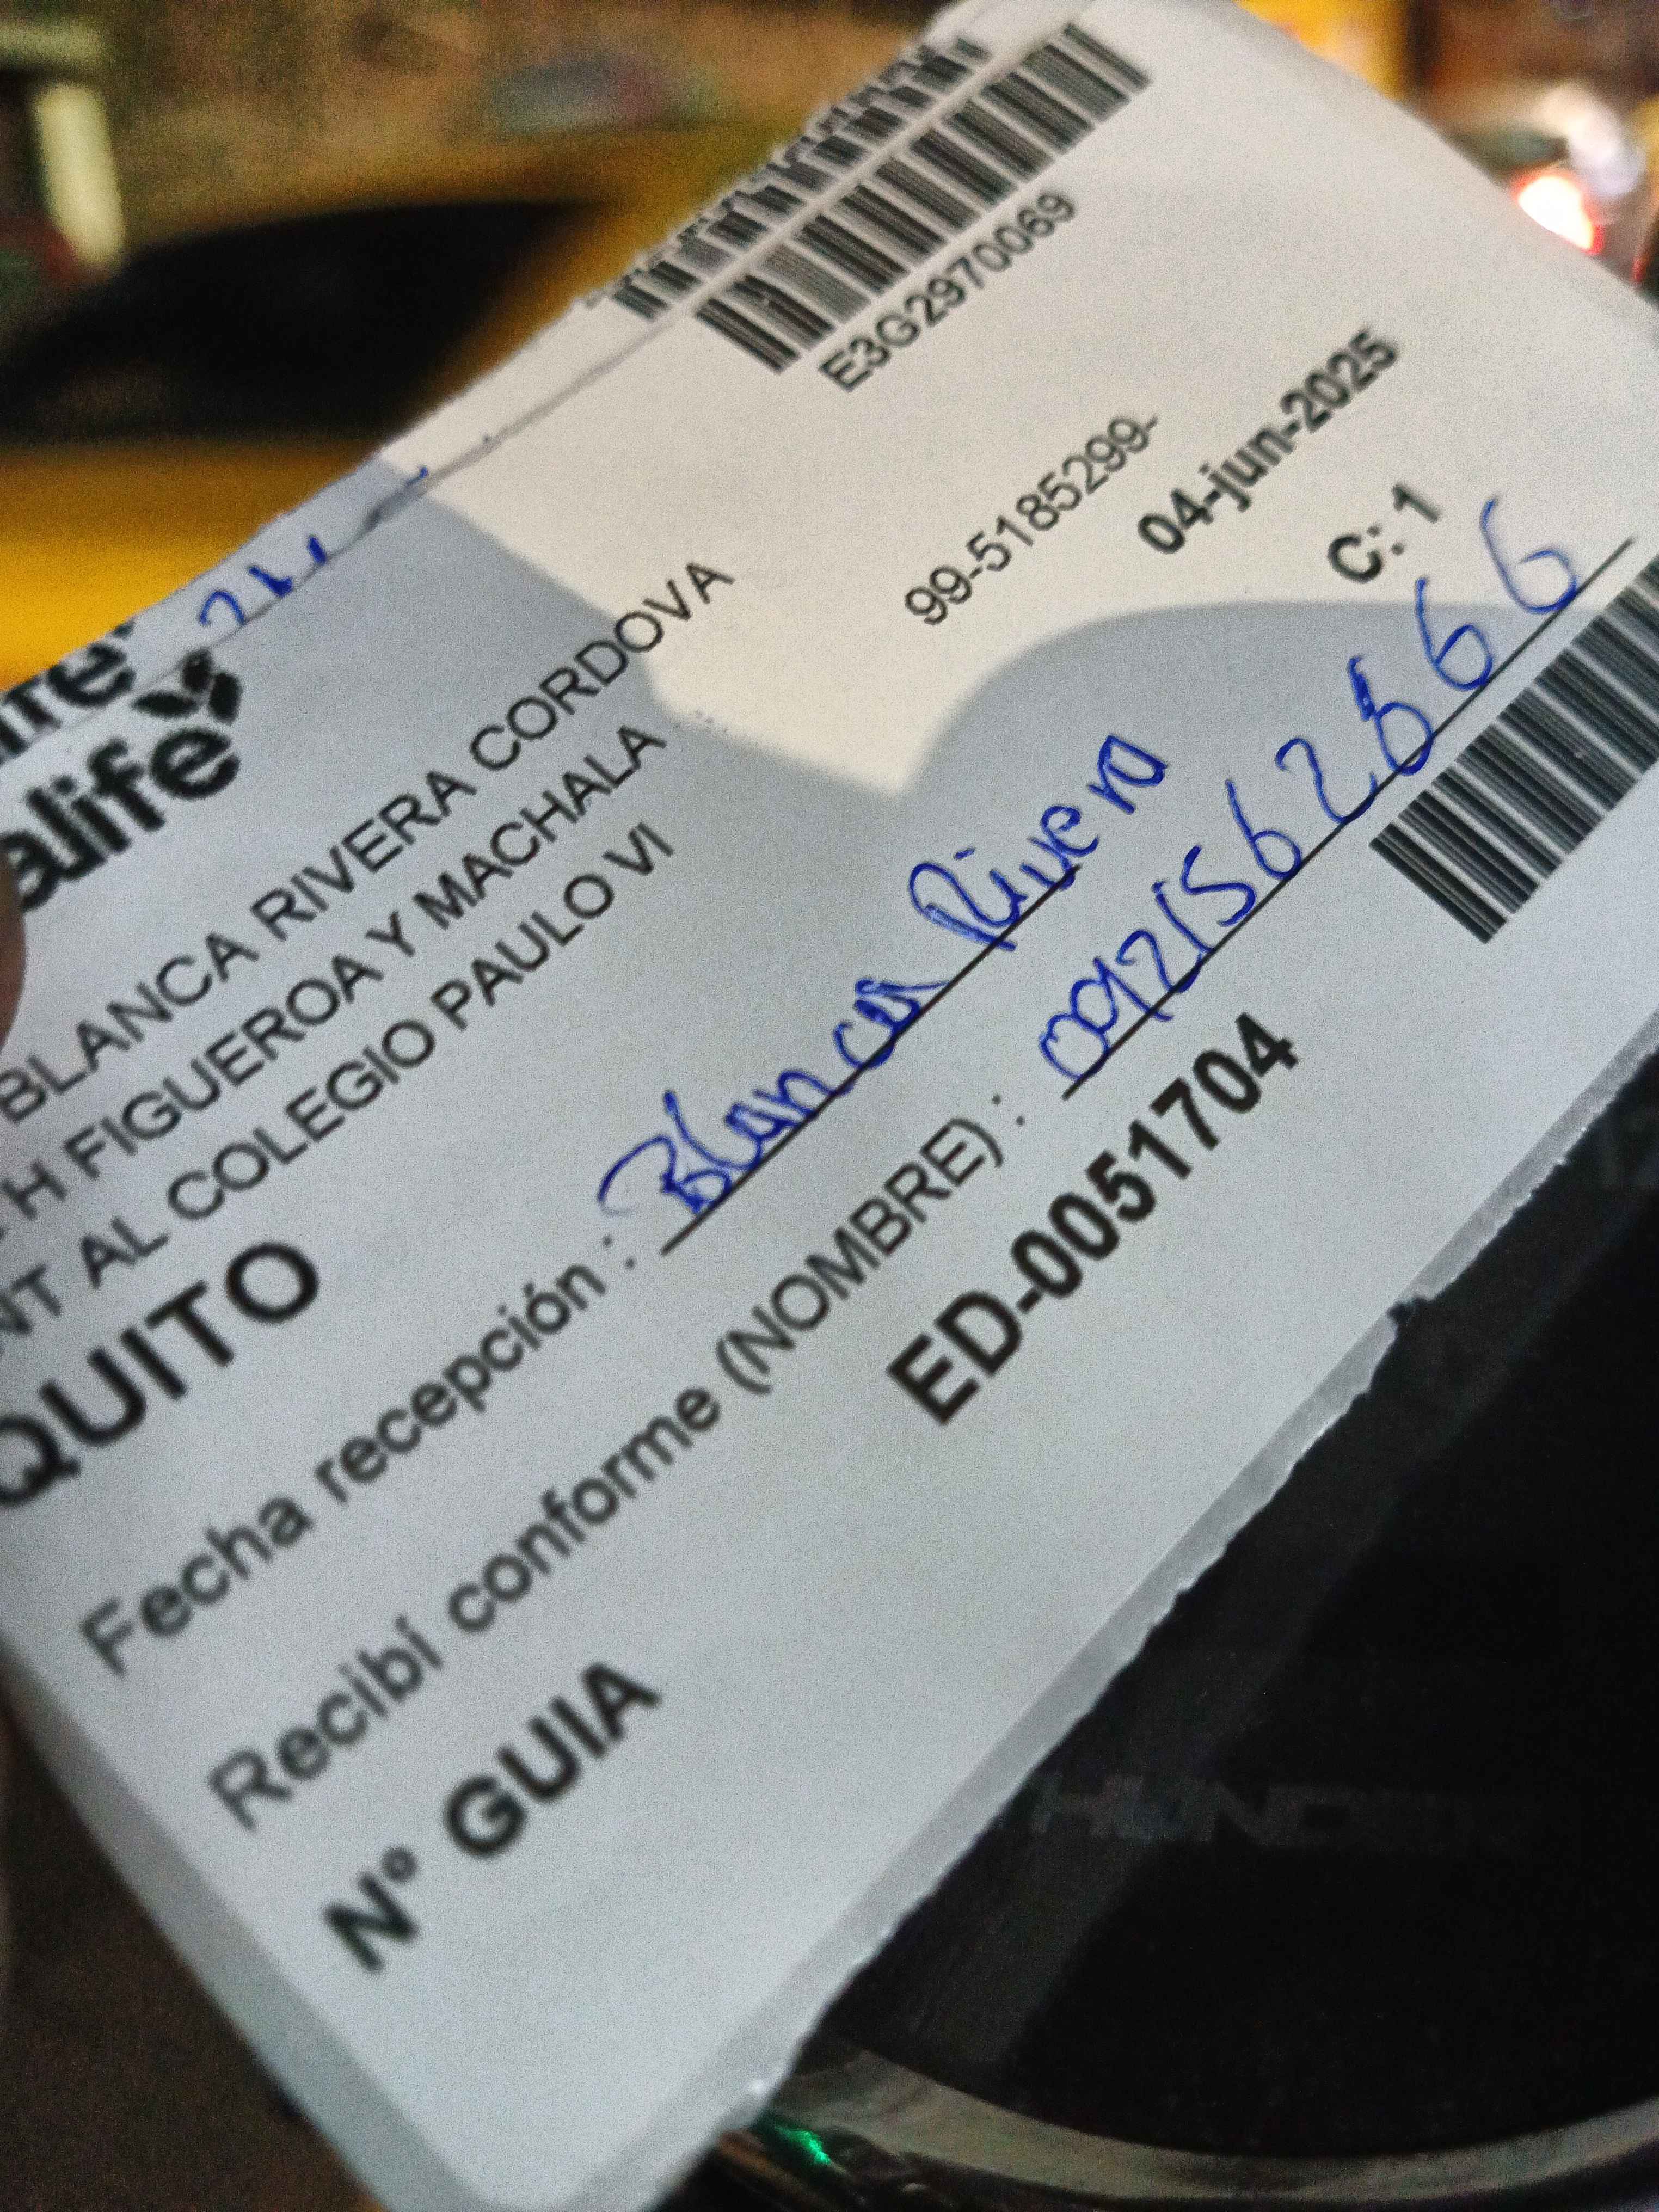 E3G2970069
alife
BLANCA RIVERA CORDOVA
99-5185299-
H FIGUEROA Y MACHALA
04-jun-2025
NT AL COLEGIO PAULO VI
C: 1
QUITO
Fecha recepción : Blanca Rivera
Recibí conforme (NOMBRE) :
Nº GUIA ED-0051704